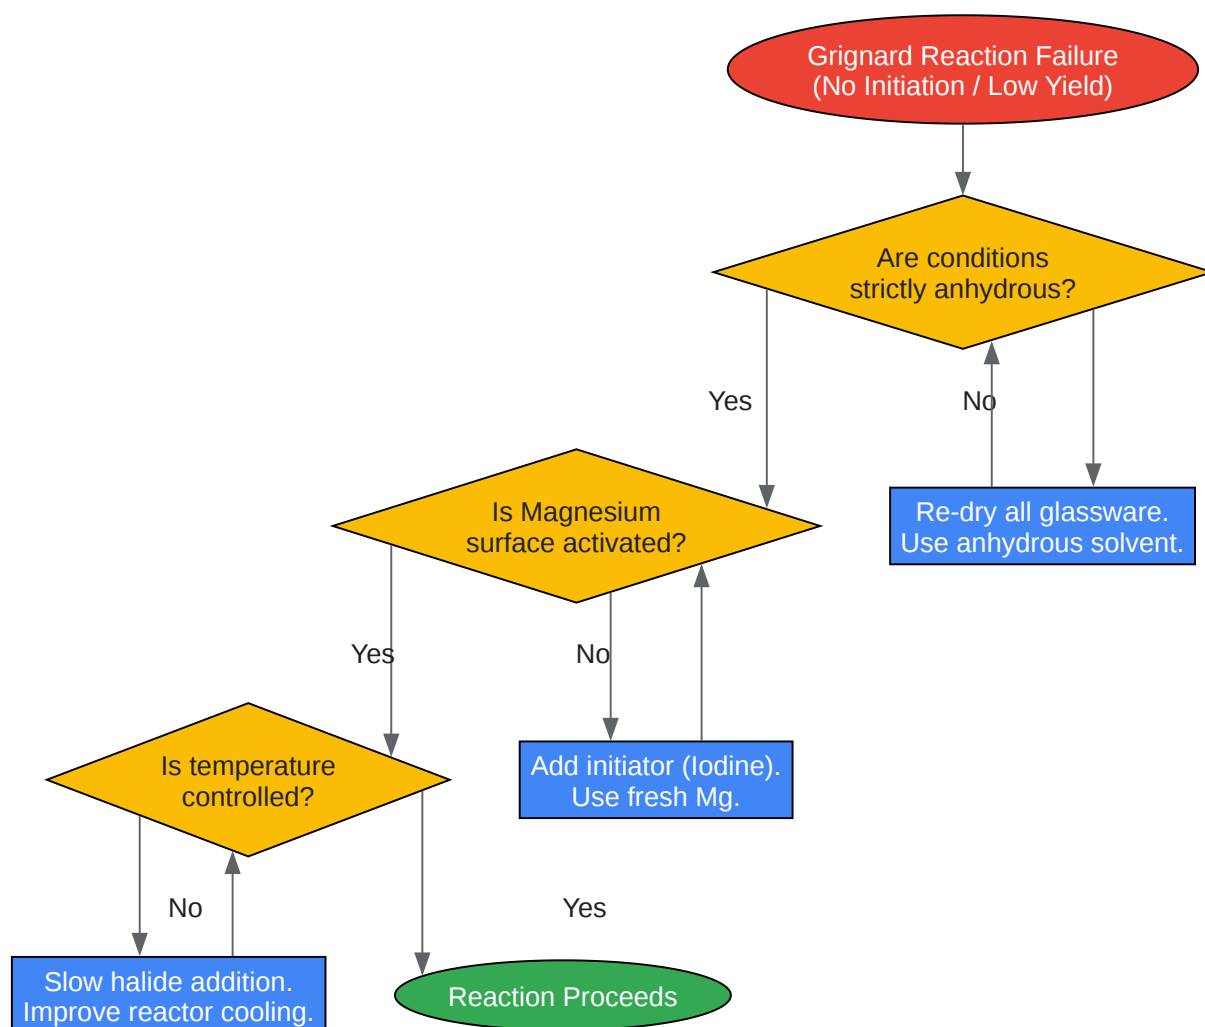 Grignard Reaction Failure
(No Initiation / Low Yield)
Are conditions
strictly anhydrous?
Yes
No
Re-dry all glassware.
Use anhydrous solvent.
Is Magnesium
surface activated?
Yes
No
Add initiator (Iodine).
Use fresh Mg.
Is temperature
controlled?
No
Yes
Slow halide addition.
Improve reactor cooling.
Reaction Proceeds